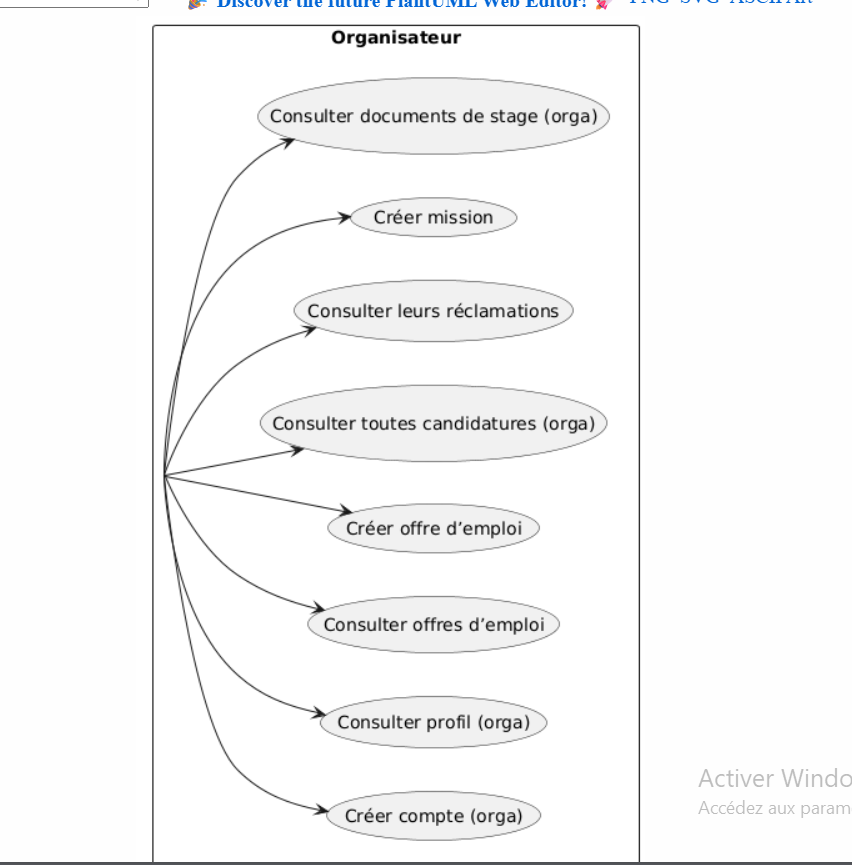 Discover the future PlantUML Web Editor! PNG SVG ASCII Art
Organisateur
Consulter documents de stage (orga)
Créer mission
Consulter leurs réclamations
Consulter toutes candidatures (orga)
Créer offre d’emploi
Consulter offres d’emploi
Consulter profil (orga)
Activer Windo
Accédez aux param
Créer compte (orga)